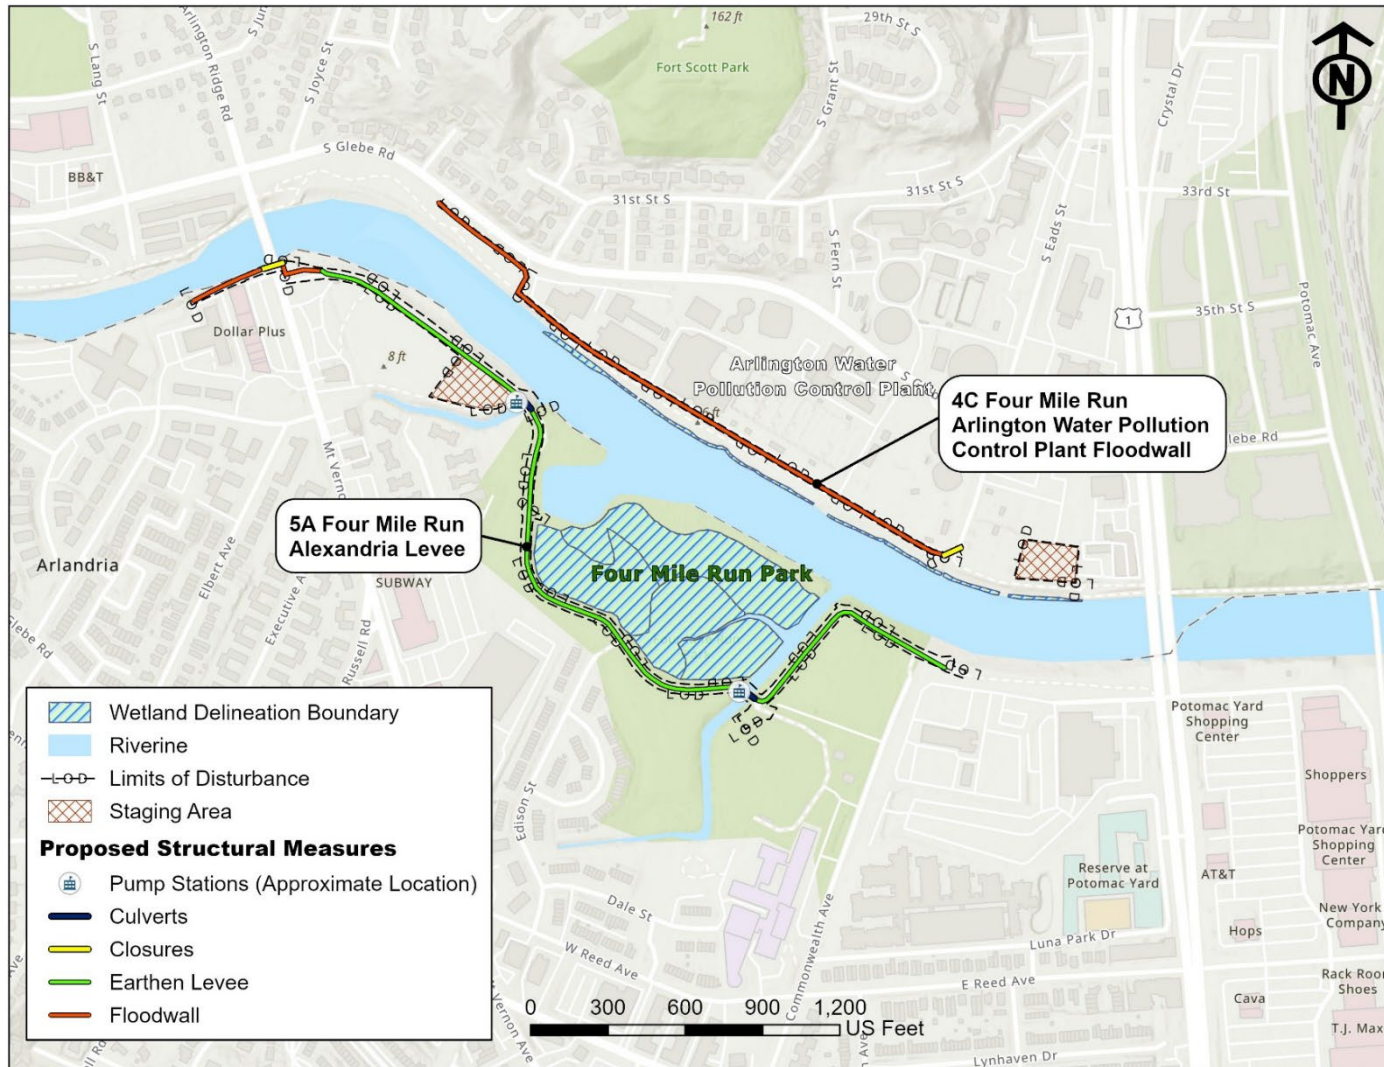 162 ft
29th St S
Fort Scott Park
S Lang St
Arlington Ridge Rd
S Joyce St
S Grant St
Crystal Dr
N
S Glebe Rd
BB&T
31st St S
31st St S
33rd St
S Fern St
S Eads St
Potomac Ave
35th St S
1
Dollar Plus
8 ft
Arlington Water
Pollution Control Plant
4C Four Mile Run
Arlington Water Pollution
Control Plant Floodwall
Glebe Rd
5A Four Mile Run
Alexandria Levee
Four Mile Run Park
Arlandria
Elbert Ave
SUBWAY
Russell Rd
Glebe Rd
LOD
Wetland Delineation Boundary
Riverine
L-O-D
Limits of Disturbance
Staging Area
Proposed Structural Measures
Pump Stations (Approximate Location)
Culverts
Closures
Earthen Levee
Floodwall
Edison St
Dale St
W Reed Ave
Commonwealth Ave
Potomac Yard
Shopping
Center
Shoppers
Potomac Yard
Shopping
Center
Reserve at
Potomac Yard
AT&T
New York
Company
Hops
Luna Park Dr
E Reed Ave
Rack Room
Shoes
Cava
T.J. Max
Lynhaven Dr
0 300 600 900 1,200
US Feet